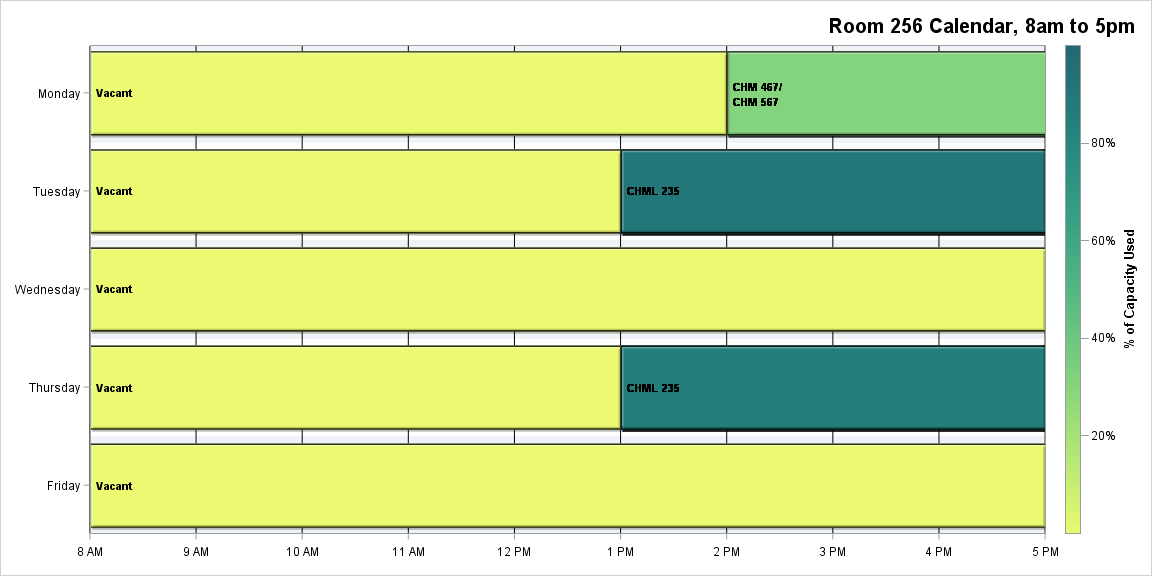 Room 256 Calendar, 8am to 5pm
Monday
Vacant
CHM 467/
CHM 567
Tuesday
Vacant
CHML 235
Wednesday
Vacant
Thursday
Vacant
CHML 235
Friday
Vacant
8 AM 9 AM 10 AM 11 AM 12 PM 1 PM 2 PM 3 PM 4 PM 5 PM
80%
60%
40%
20%
% of Capacity Used